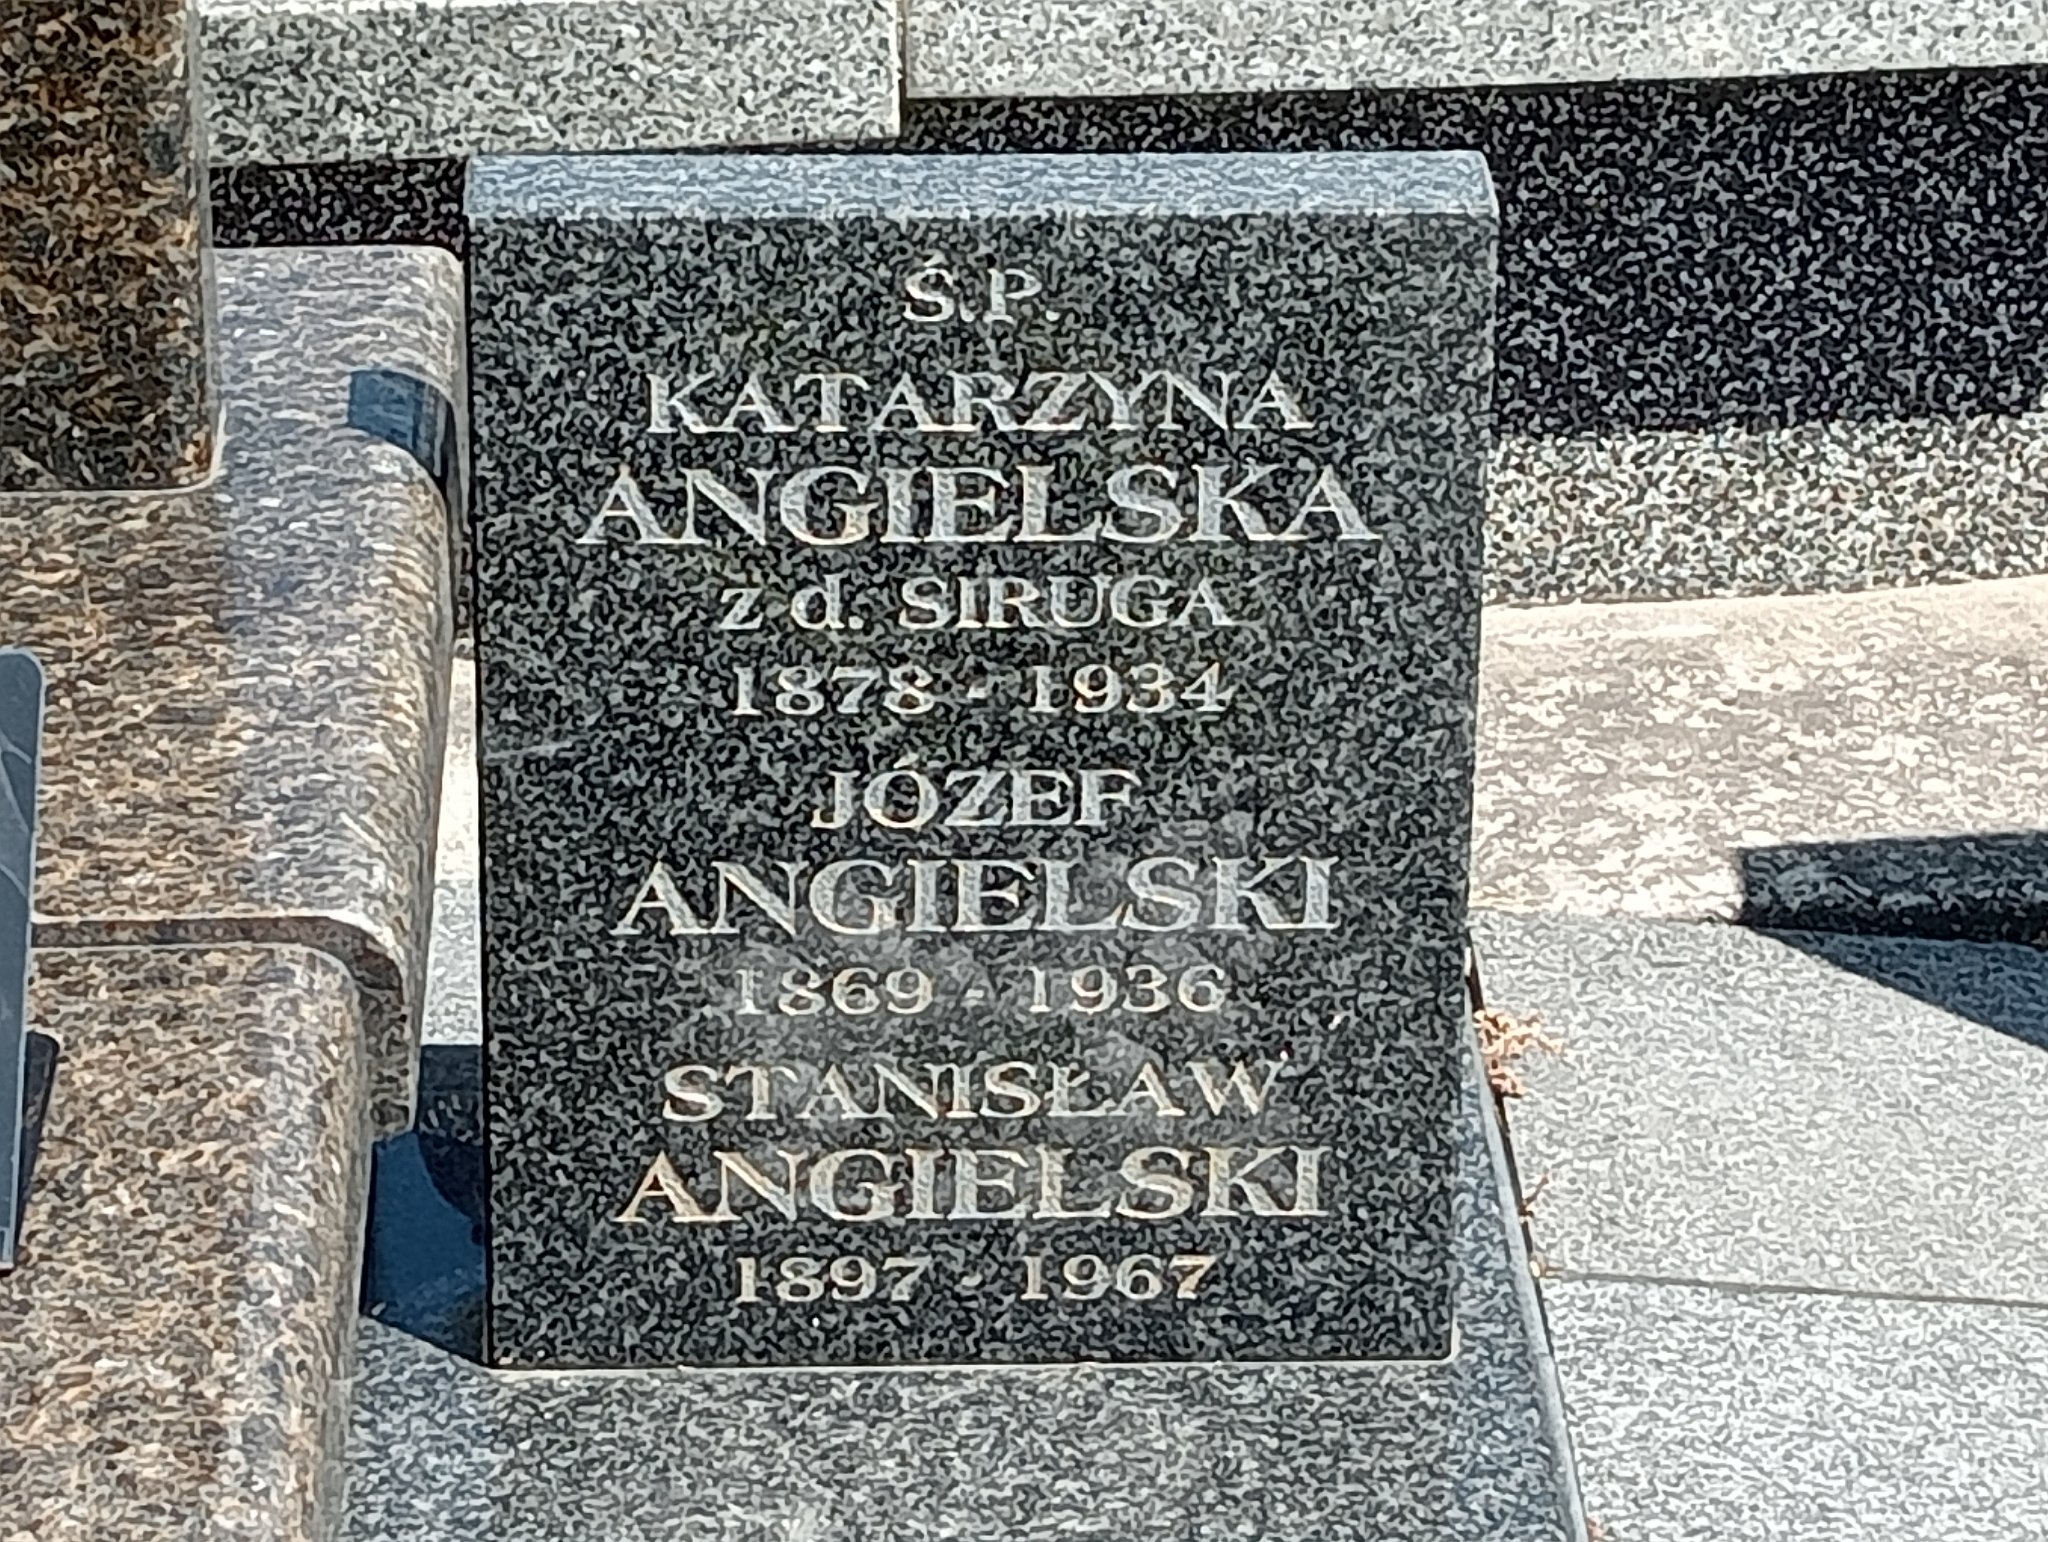 Ś.P.
KATARZYNA
ANGIELSKA
z d. SIRUGA
1878 - 1934
JÓZEF
ANGIELSKI
1869 - 1936
STANISŁAW
ANGIELSKI
1897 - 1967